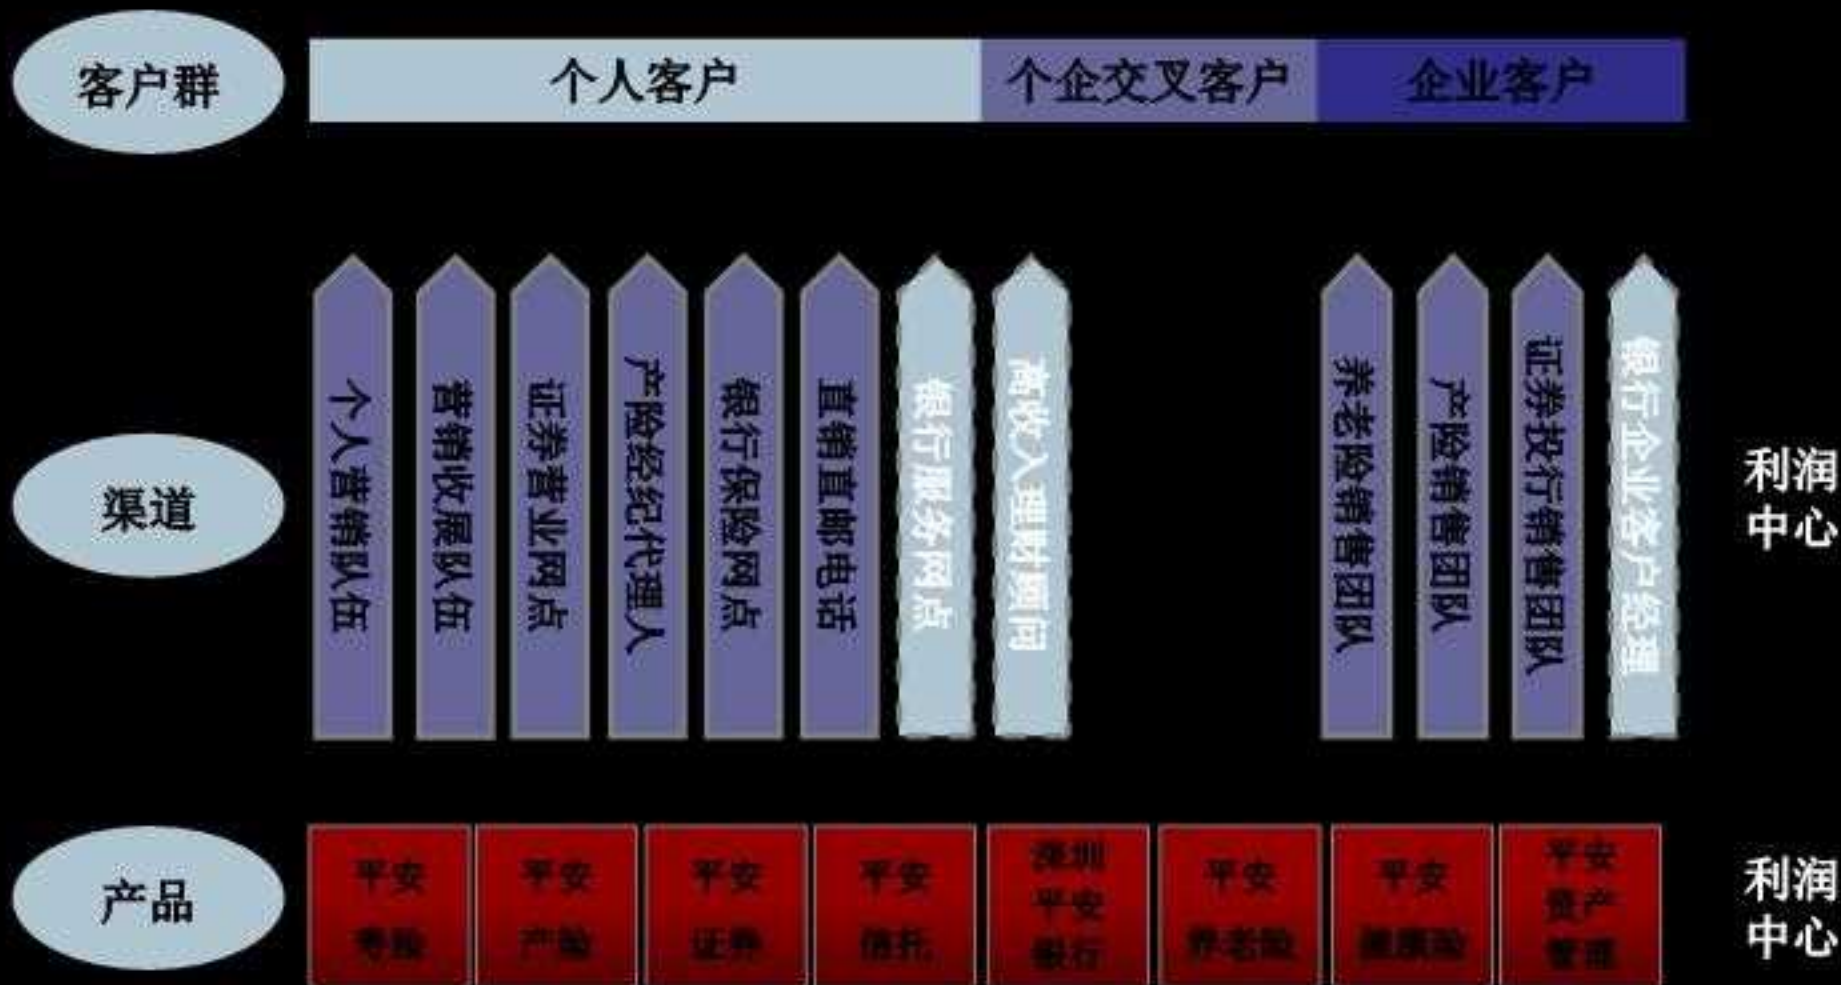 客户群
个人客户
个企交叉客户
企业客户
渠道
个人营销队伍
营销收展队伍
证券营业网点
产险经纪代理人
银行保险网点
直销直邮电话
银行服务网点
高收入理财顾问
养老险销售团队
产险销售团队
证券投行销售团队
银行企业客户经理
利润
中心
产品
平安
寿险
平安
产险
平安
证券
平安
信托
深圳
平安
银行
平安
养老险
平安
健康险
平安
资产
管理
利润
中心